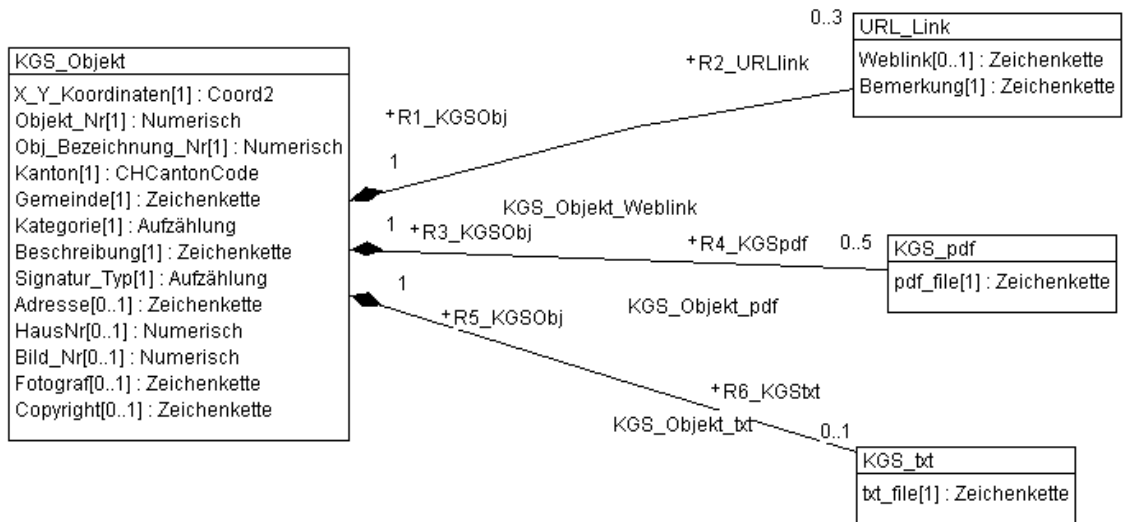 KGS_Objekt
X_Y_Koordinaten[1] : Coord2
Objekt_Nr[1] : Numerisch
Obj_Bezeichnung_Nr[1] : Numerisch
Kanton[1] : CHCantonCode
Gemeinde[1] : Zeichenkette
Kategorie[1] : Aufzählung
Beschreibung[1] : Zeichenkette
Signatur_Typ[1] : Aufzählung
Adresse[0..1] : Zeichenkette
HausNr[0..1] : Numerisch
Bild_Nr[0..1] : Numerisch
Fotograf[0..1] : Zeichenkette
Copyright[0..1] : Zeichenkette
+R1_KGSObj
1
KGS_Objekt_Weblink
+R2_URLlink
0..3
URL_Link
Weblink[0..1] : Zeichenkette
Bemerkung[1] : Zeichenkette
1
+R3_KGSObj
+R4_KGSpdf
0..5
KGS_Objekt_pdf
KGS_pdf
pdf_file[1] : Zeichenkette
1
+R5_KGSObj
+R6_KGStxt
KGS_Objekt_txt
0..1
KGS_txt
txt_file[1] : Zeichenkette